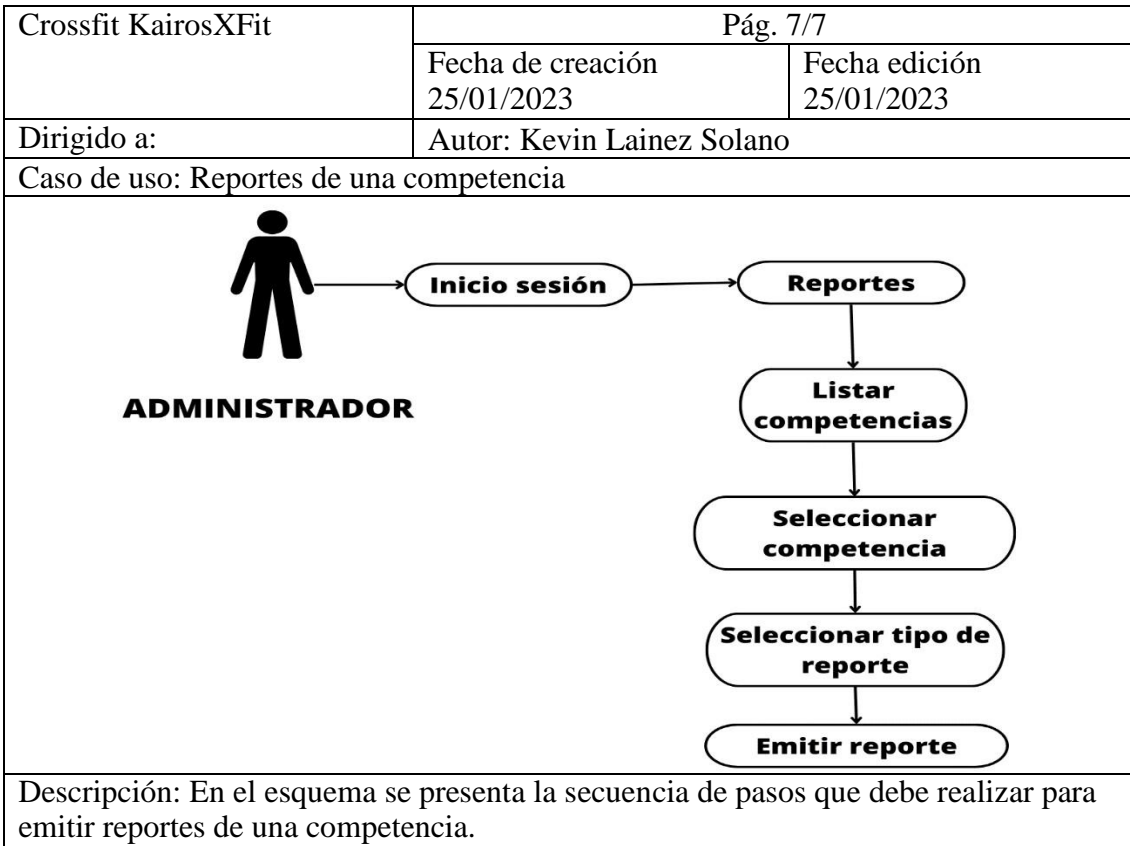 Crossfit KairosXFit
Pág. 7/7
Fecha de creación
25/01/2023
Fecha edición
25/01/2023
Dirigido a:
Autor: Kevin Lainez Solano
Caso de uso: Reportes de una competencia
Inicio sesión
Reportes
ADMINISTRADOR
Listar
competencias
Seleccionar
competencia
Seleccionar tipo de
reporte
Emitir reporte
Descripción: En el esquema se presenta la secuencia de pasos que debe realizar para
emitir reportes de una competencia.